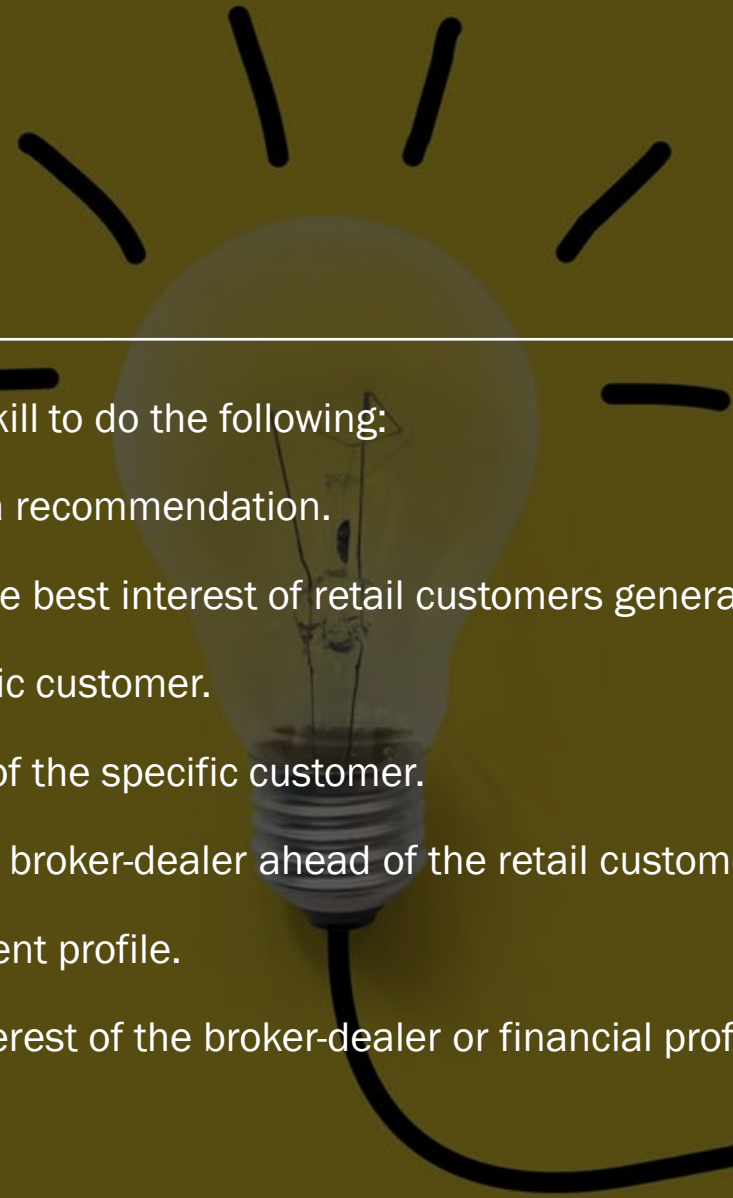 kill to do the following:
recommendation.
e best interest of retail customers genera
ic customer.
of the specific customer.
broker-dealer ahead of the retail custom
ent profile.
erest of the broker-dealer or financial prof